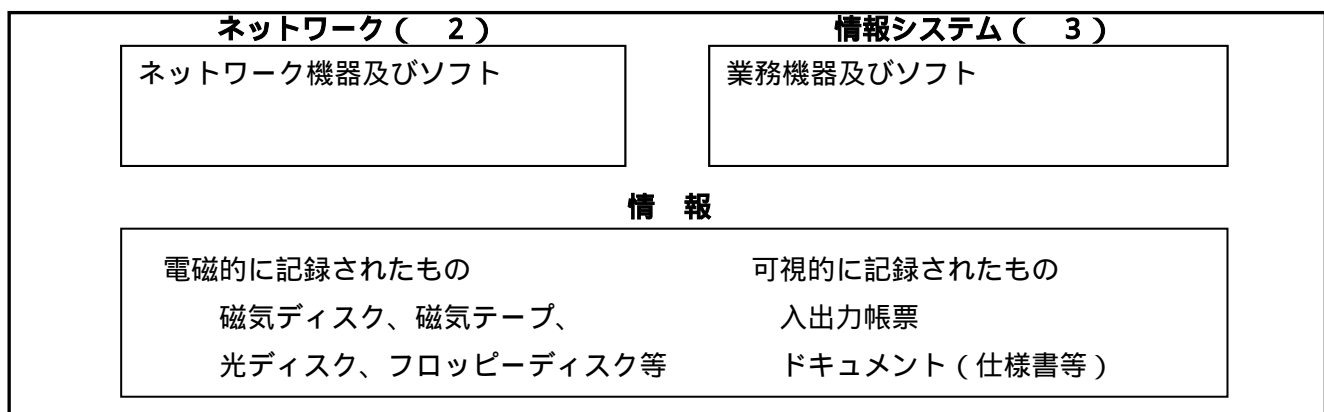 ネットワーク(　2)
情報システム(　3)
ネットワーク機器及びソフト
業務機器及びソフト
情　報
電磁的に記録されたもの
可視的に記録されたもの
磁気ディスク、磁気テープ、
入出力帳票
光ディスク、フロッピーディスク等
ドキュメント(仕様書等)